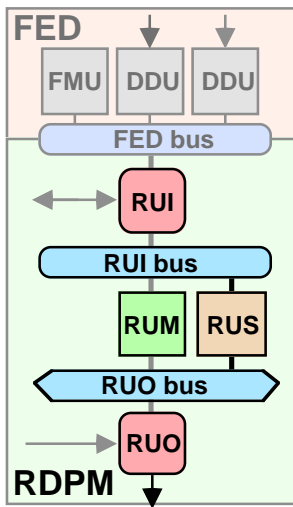 FED
FMU DDU DDU
FED bus
RUI
RUI bus
RUM RUS
RUO bus
RUO
RDPM